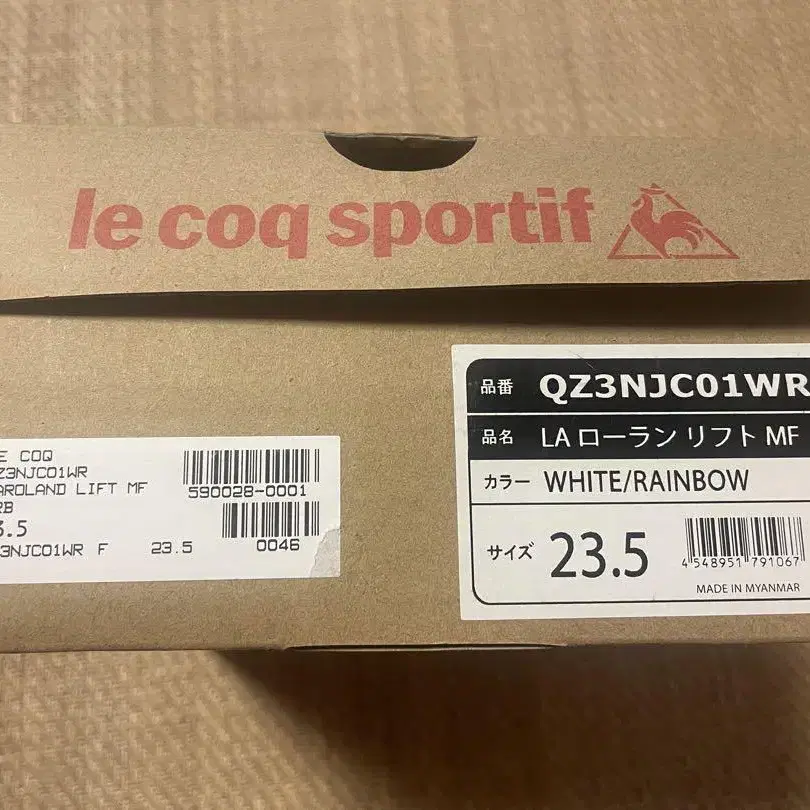 le coq sportif
品番 QZ3NJC01WR
品名 LA ローラン リフト MF
カラー WHITE/RAINBOW
サイズ 23.5
4 548951 791067
MADE IN MYANMAR
E COQ
Z3NJC01WR
AROLAND LIFT MF
RB
3.5
3NJC01WR F 23.5
590028-0001
0046